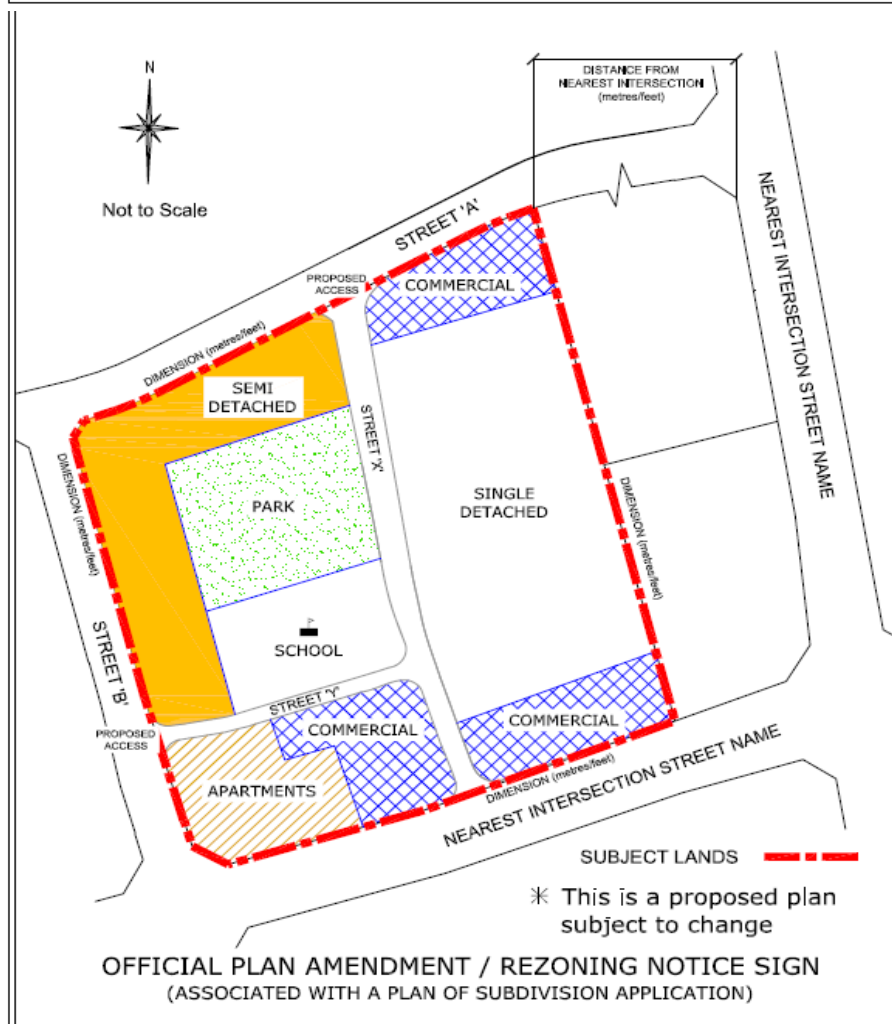 N
Not to Scale
DISTANCE FROM
NEAREST INTERSECTION
(metres/feet)
NEAREST INTERSECTION STREET NAME
STREET 'A'
PROPOSED
ACCESS
COMMERCIAL
DIMENSION (metres/feet)
SEMI
DETACHED
STREET 'X'
DIMENSION (metres/feet)
PARK
SINGLE
DETACHED
DIMENSION (metres/feet)
STREET 'B'
SCHOOL
STREET 'Y'
PROPOSED
ACCESS
COMMERCIAL
COMMERCIAL
APARTMENTS
DIMENSION (metres/feet)
NEAREST INTERSECTION STREET NAME
SUBJECT LANDS
This is a proposed plan
subject to change
OFFICIAL PLAN AMENDMENT / REZONING NOTICE SIGN
(ASSOCIATED WITH A PLAN OF SUBDIVISION APPLICATION)